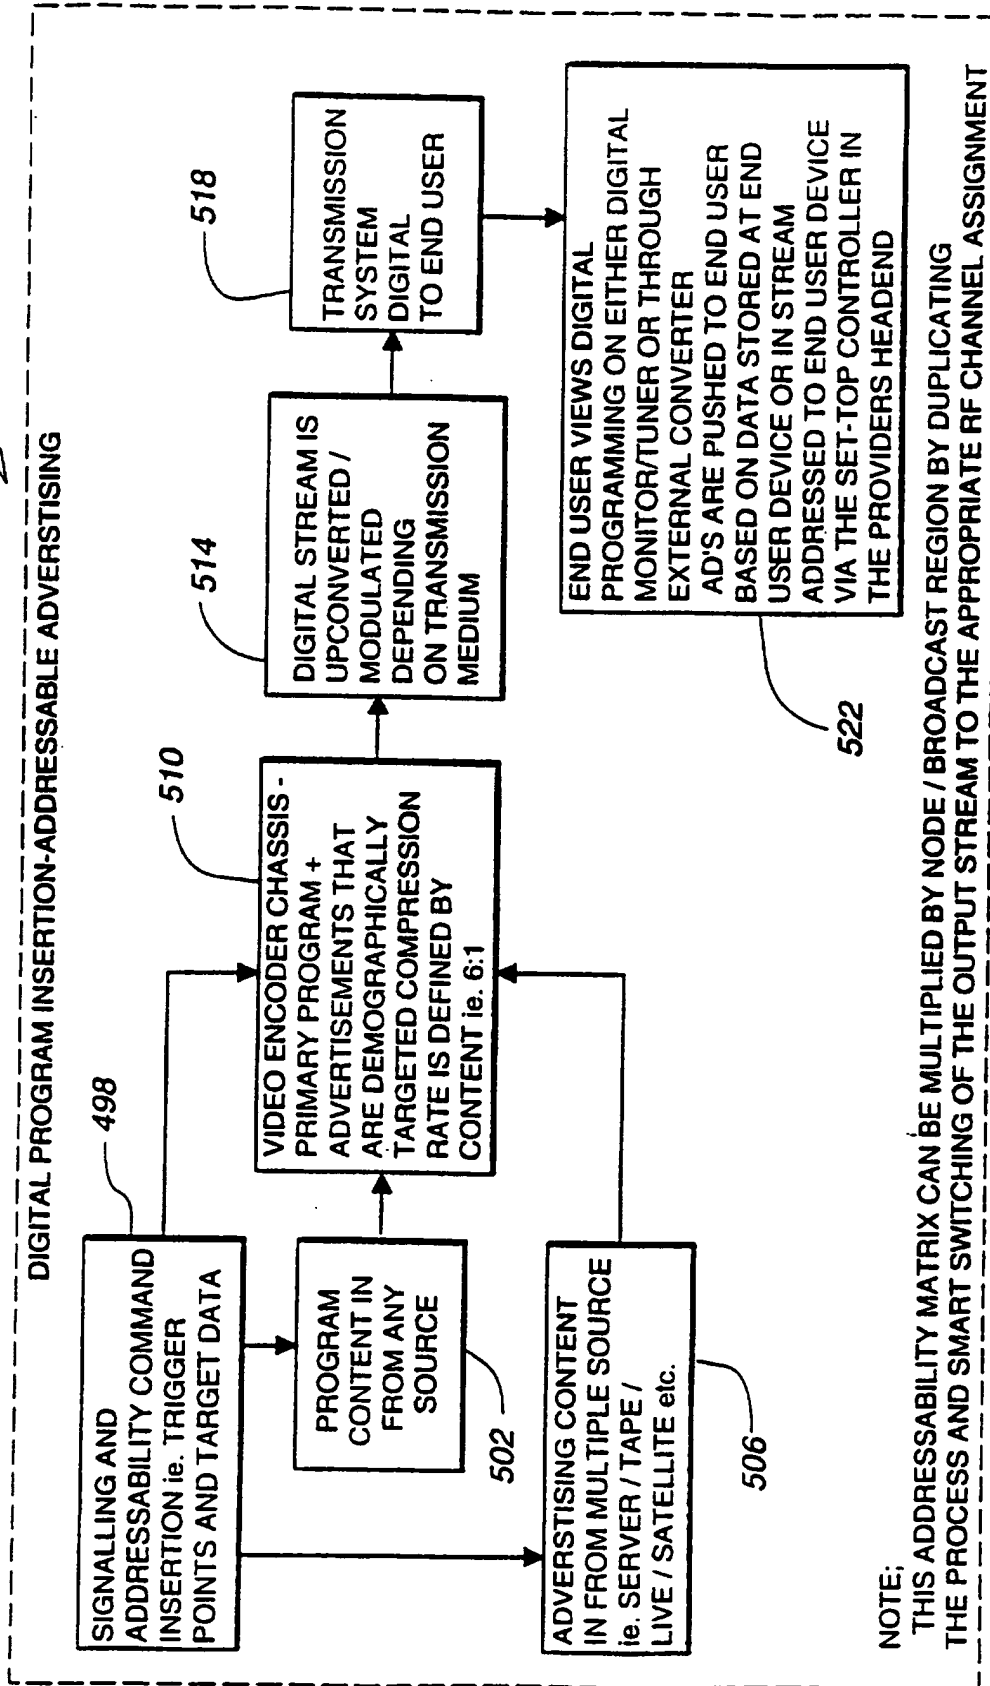 DIGITAL PROGRAM INSERTION-ADDRESSABLE ADVERSTISING
SIGNALLING AND
ADDRESSABILITY COMMAND
INSERTION ie. TRIGGER
POINTS AND TARGET DATA
498
PROGRAM
CONTENT IN
FROM ANY
SOURCE
502
ADVERSTISING CONTENT
IN FROM MULTIPLE SOURCE
ie. SERVER / TAPE /
LIVE / SATELLITE etc.
506
VIDEO ENCODER CHASSIS -
PRIMARY PROGRAM +
ADVERTISEMENTS THAT
ARE DEMOGRAPHICALLY
TARGETED COMPRESSION
RATE IS DEFINED BY
CONTENT ie. 6:1
510
DIGITAL STREAM IS
UPCONVERTED /
MODULATED
DEPENDING
ON TRANSMISSION
MEDIUM
514
TRANSMISSION
SYSTEM
DIGITAL
TO END USER
518
END USER VIEWS DIGITAL
PROGRAMMING ON EITHER DIGITAL
MONITOR/TUNER OR THROUGH
EXTERNAL CONVERTER
AD'S ARE PUSHED TO END USER
BASED ON DATA STORED AT END
USER DEVICE OR IN STREAM
ADDRESSED TO END USER DEVICE
VIA THE SET-TOP CONTROLLER IN
THE PROVIDERS HEADEND
522
NOTE;
THIS ADDRESSABILITY MATRIX CAN BE MULTIPLIED BY NODE / BROADCAST REGION BY DUPLICATING
THE PROCESS AND SMART SWITCHING OF THE OUTPUT STREAM TO THE APPROPRIATE RF CHANNEL ASSIGNMENT